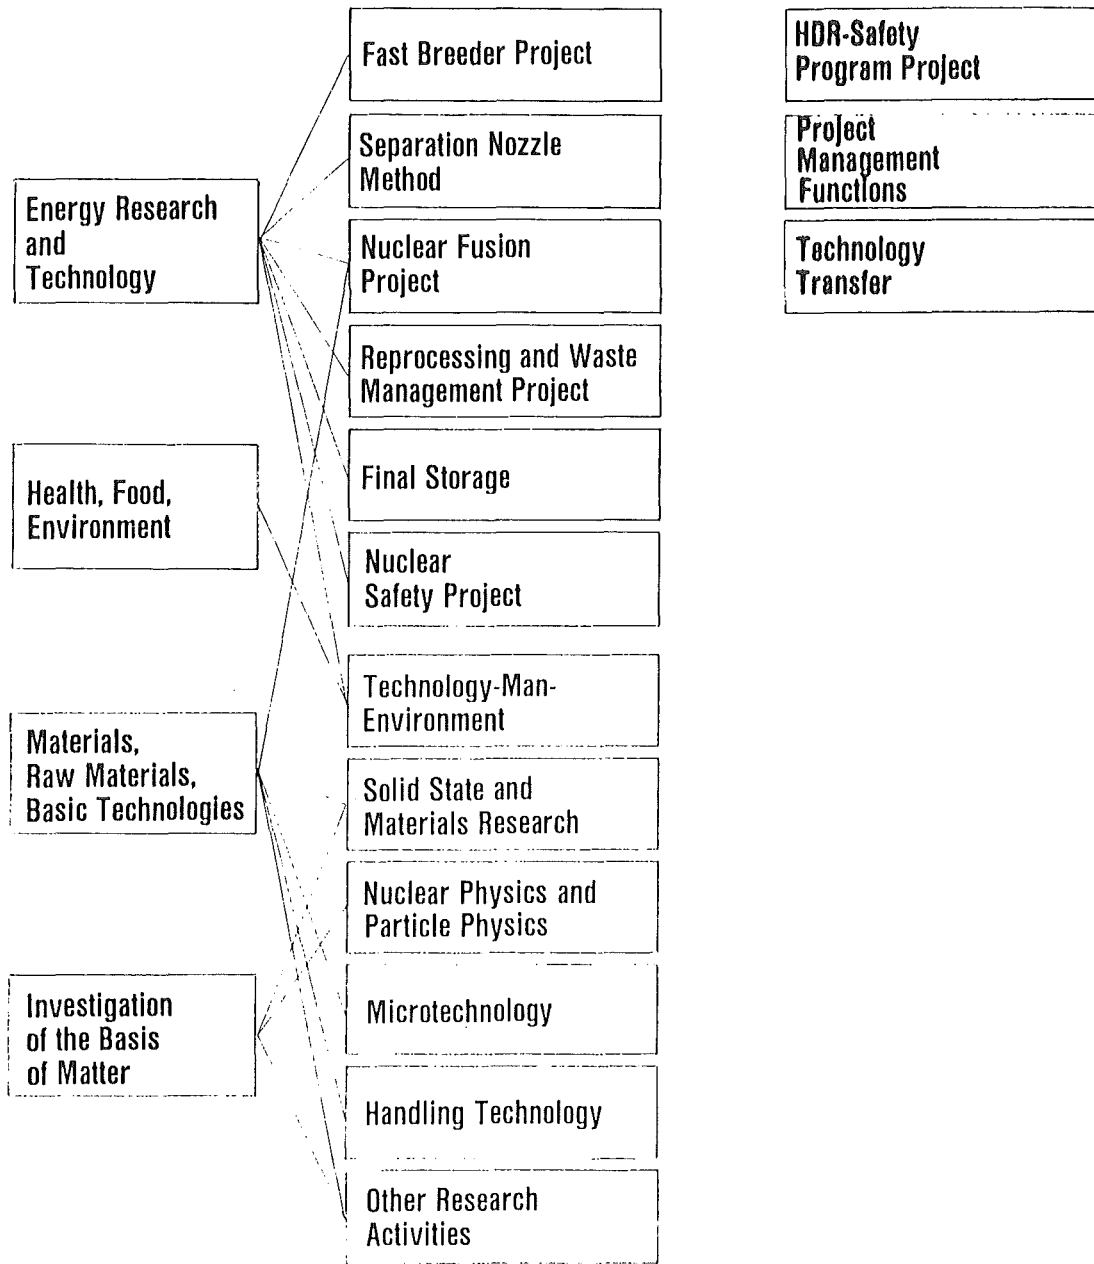 Energy Research
and
Technology
Health, Food,
Environment
Materials,
Raw Materials,
Basic Technologies
Investigation
of the Basis
of Matter
Fast Breeder Project
Separation Nozzle
Method
Nuclear Fusion
Project
Reprocessing and Waste
Management Project
Final Storage
Nuclear
Safety Project
Technology-Man-
Environment
Solid State and
Materials Research
Nuclear Physics and
Particle Physics
Microtechnology
Handling Technology
Other Research
Activities
HDR-Safety
Program Project
Project
Management
Functions
Technology
Transfer